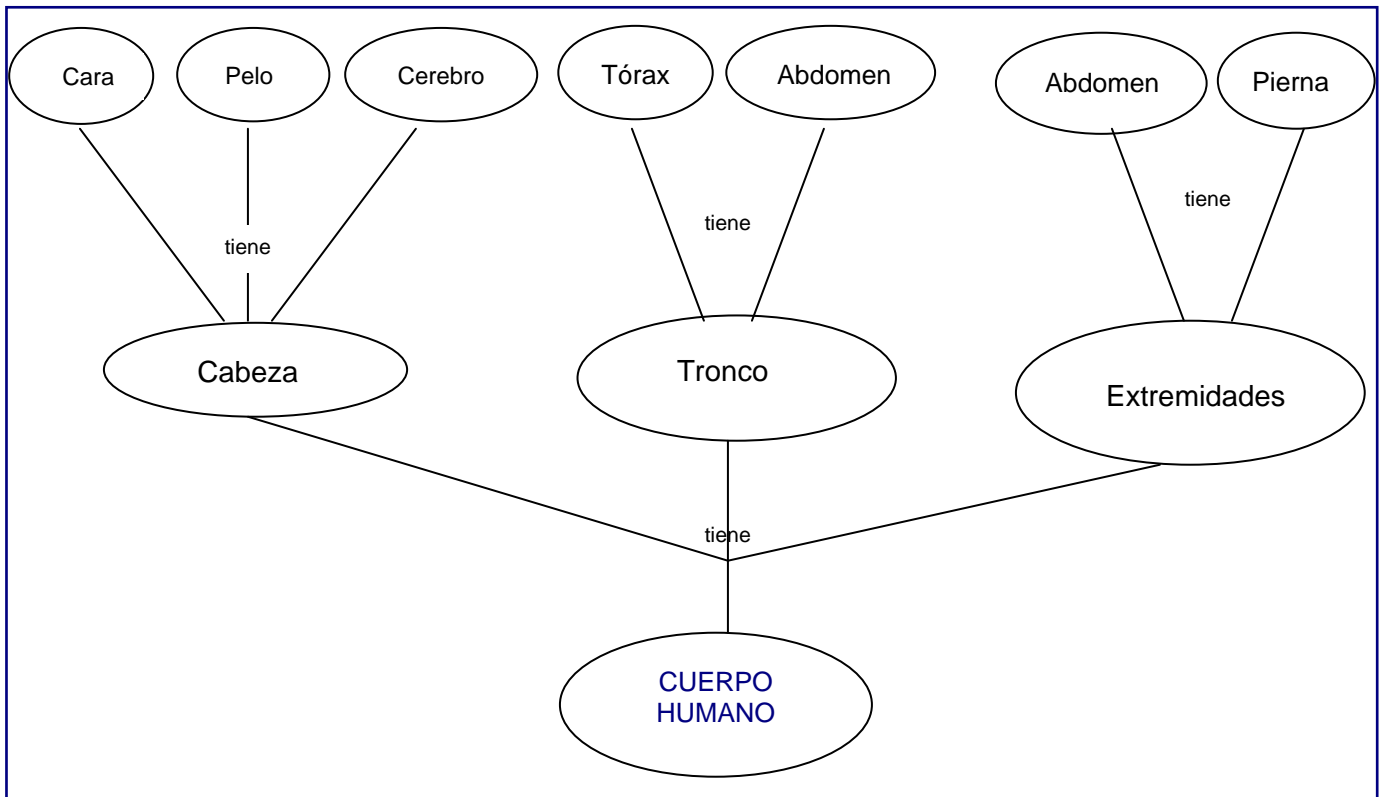 Cara
Pelo
Cerebro
Tórax
Abdomen
Abdomen
Pierna
tiene
tiene
tiene
Cabeza
Tronco
Extremidades
tiene
CUERPO
HUMANO